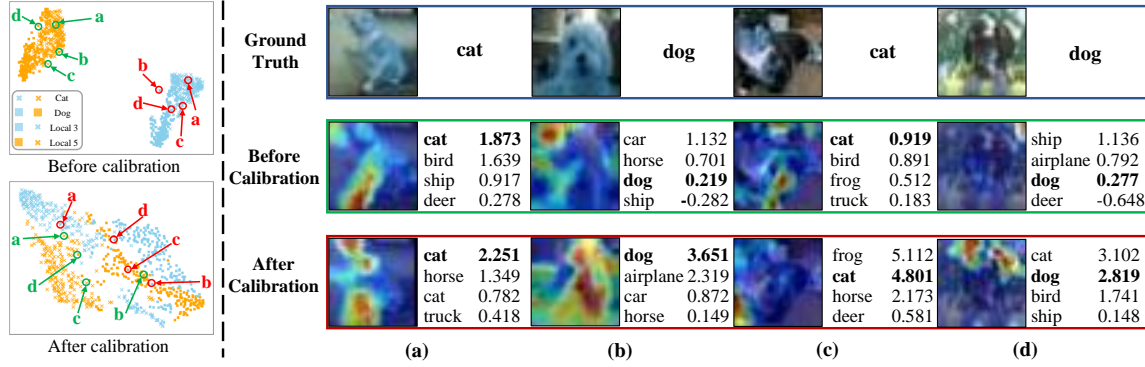 d
a
b
c
b
d
a
c
Cat
Dog
Local 3
Local 5
Before calibration
a
d
a
c
d
b
c
b
After calibration
Ground
Truth
cat
dog
cat
dog
Before
Calibration
cat 1.873
bird 1.639
ship 0.917
deer 0.278
car 1.132
horse 0.701
dog 0.219
ship -0.282
cat 0.919
bird 0.891
frog 0.512
truck 0.183
ship 1.136
airplane 0.792
dog 0.277
deer -0.648
After
Calibration
cat 2.251
horse 1.349
cat 0.782
truck 0.418
dog 3.651
airplane 2.319
car 0.872
horse 0.149
frog 5.112
cat 4.801
horse 2.173
deer 0.581
cat 3.102
dog 2.819
bird 1.741
ship 0.148
(a) (b) (c) (d)